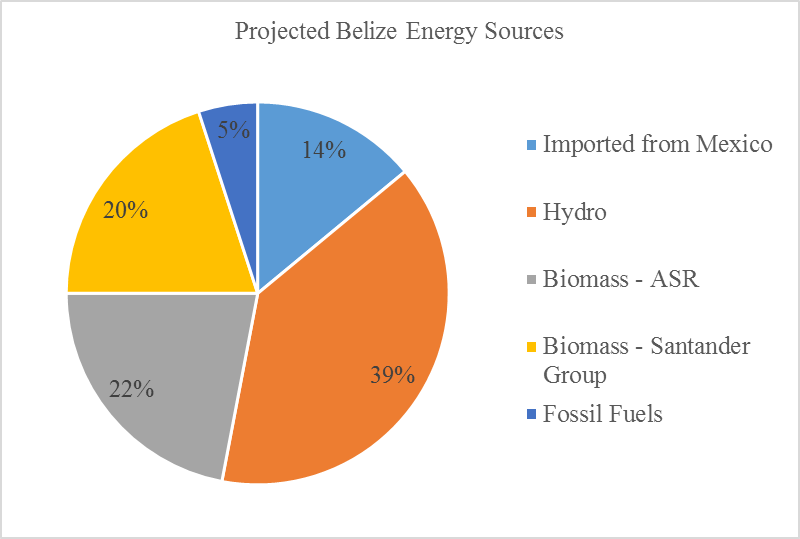 Projected Belize Energy Sources
5%
14%
20%
39%
22%
Imported from Mexico
Hydro
Biomass - ASR
Biomass - Santander
Group
Fossil Fuels